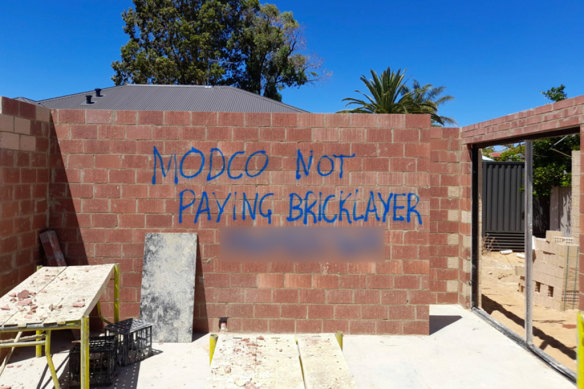 MODCO NOT
PAYING BRICKLAYER